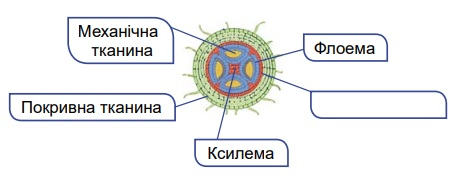 Механічна
тканина
Флоема
Покривна тканина
Ксилема